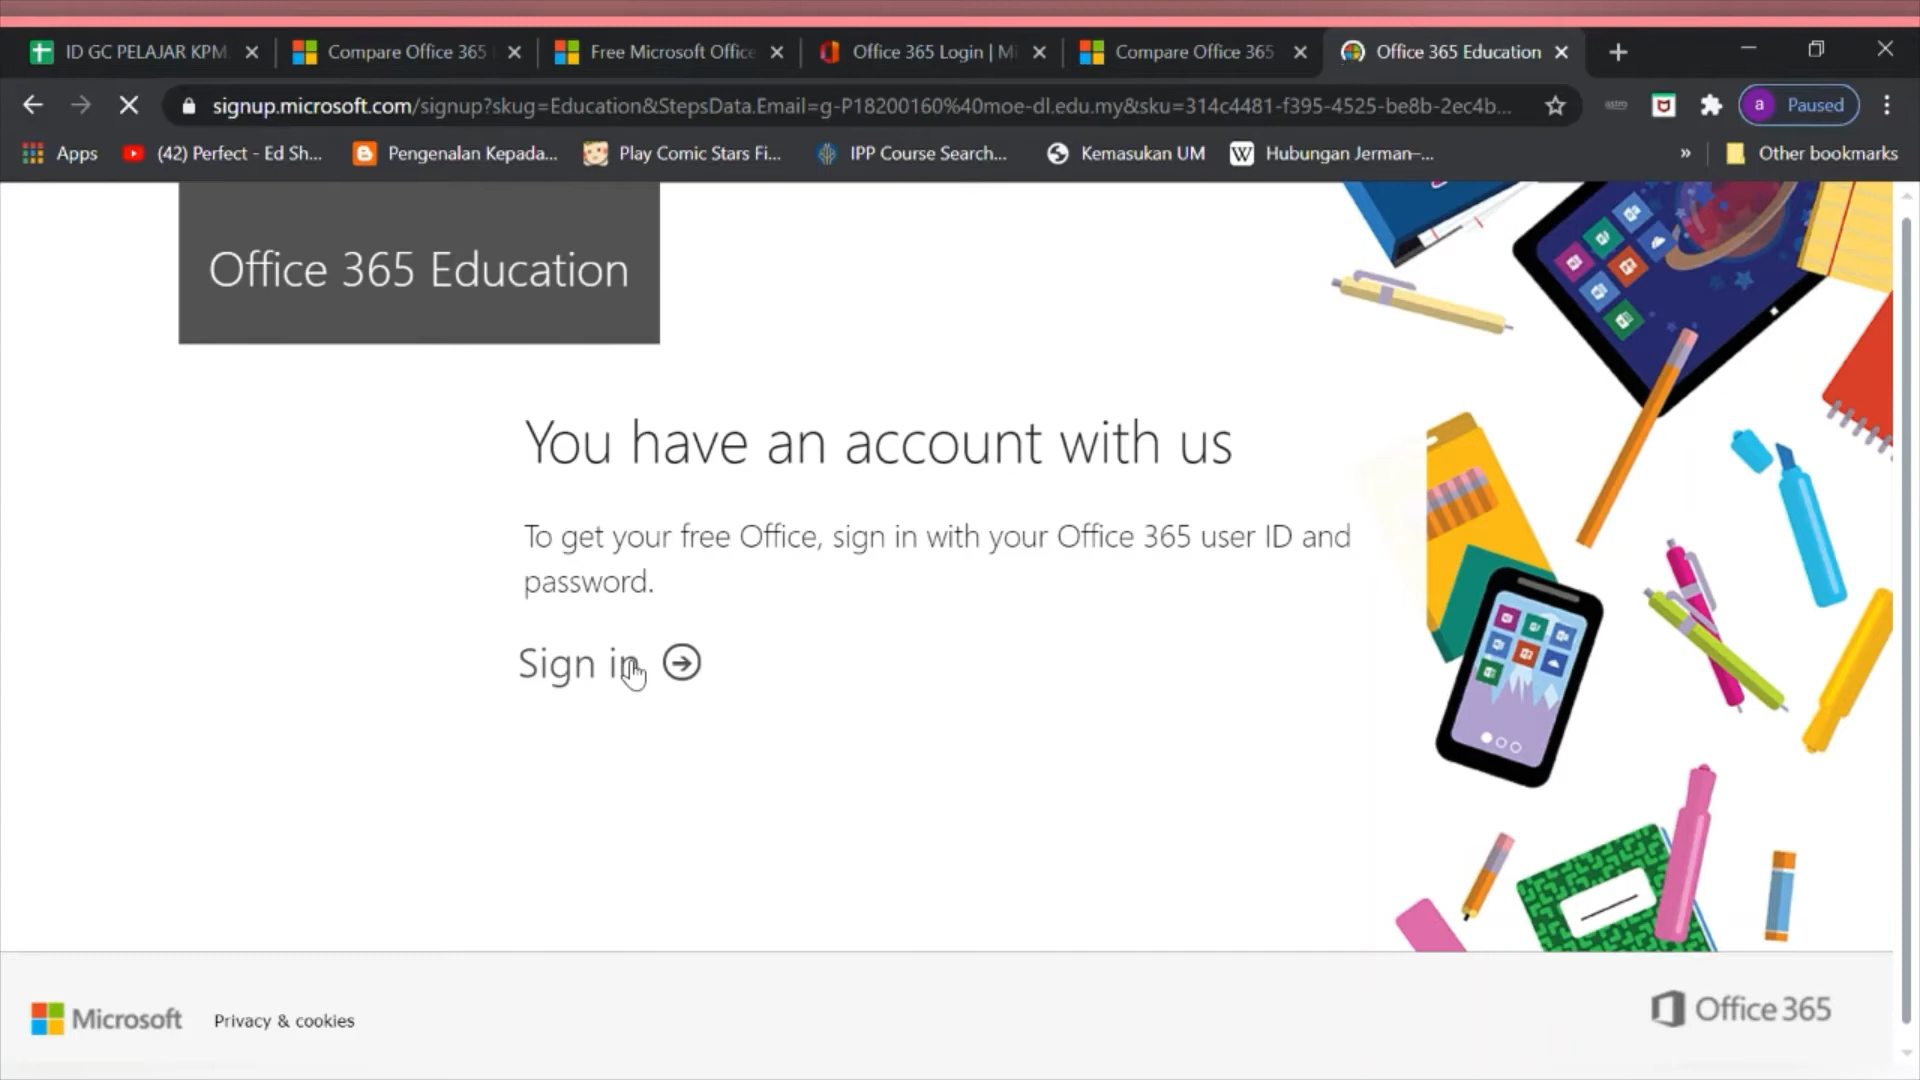 ID GC PELAJAR KPM
Compare Office 365
Free Microsoft Office
Office 365 Login | Mi
Compare Office 365
Office 365 Education
signup.microsoft.com/signup?skug=Education&StepsData.Email=g-P18200160%40moe-dl.edu.my&sku=314c4481-f395-4525-be8b-2ec4b...
astro
a
Paused
Apps
(42) Perfect - Ed Sh...
Pengenalan Kepada...
Play Comic Stars Fi...
IPP Course Search...
Kemasukan UM
W
Hubungan Jerman–...
»
Other bookmarks
Office 365 Education
You have an account with us
To get your free Office, sign in with your Office 365 user ID and
password.
Sign in
Microsoft
Privacy & cookies
Office 365